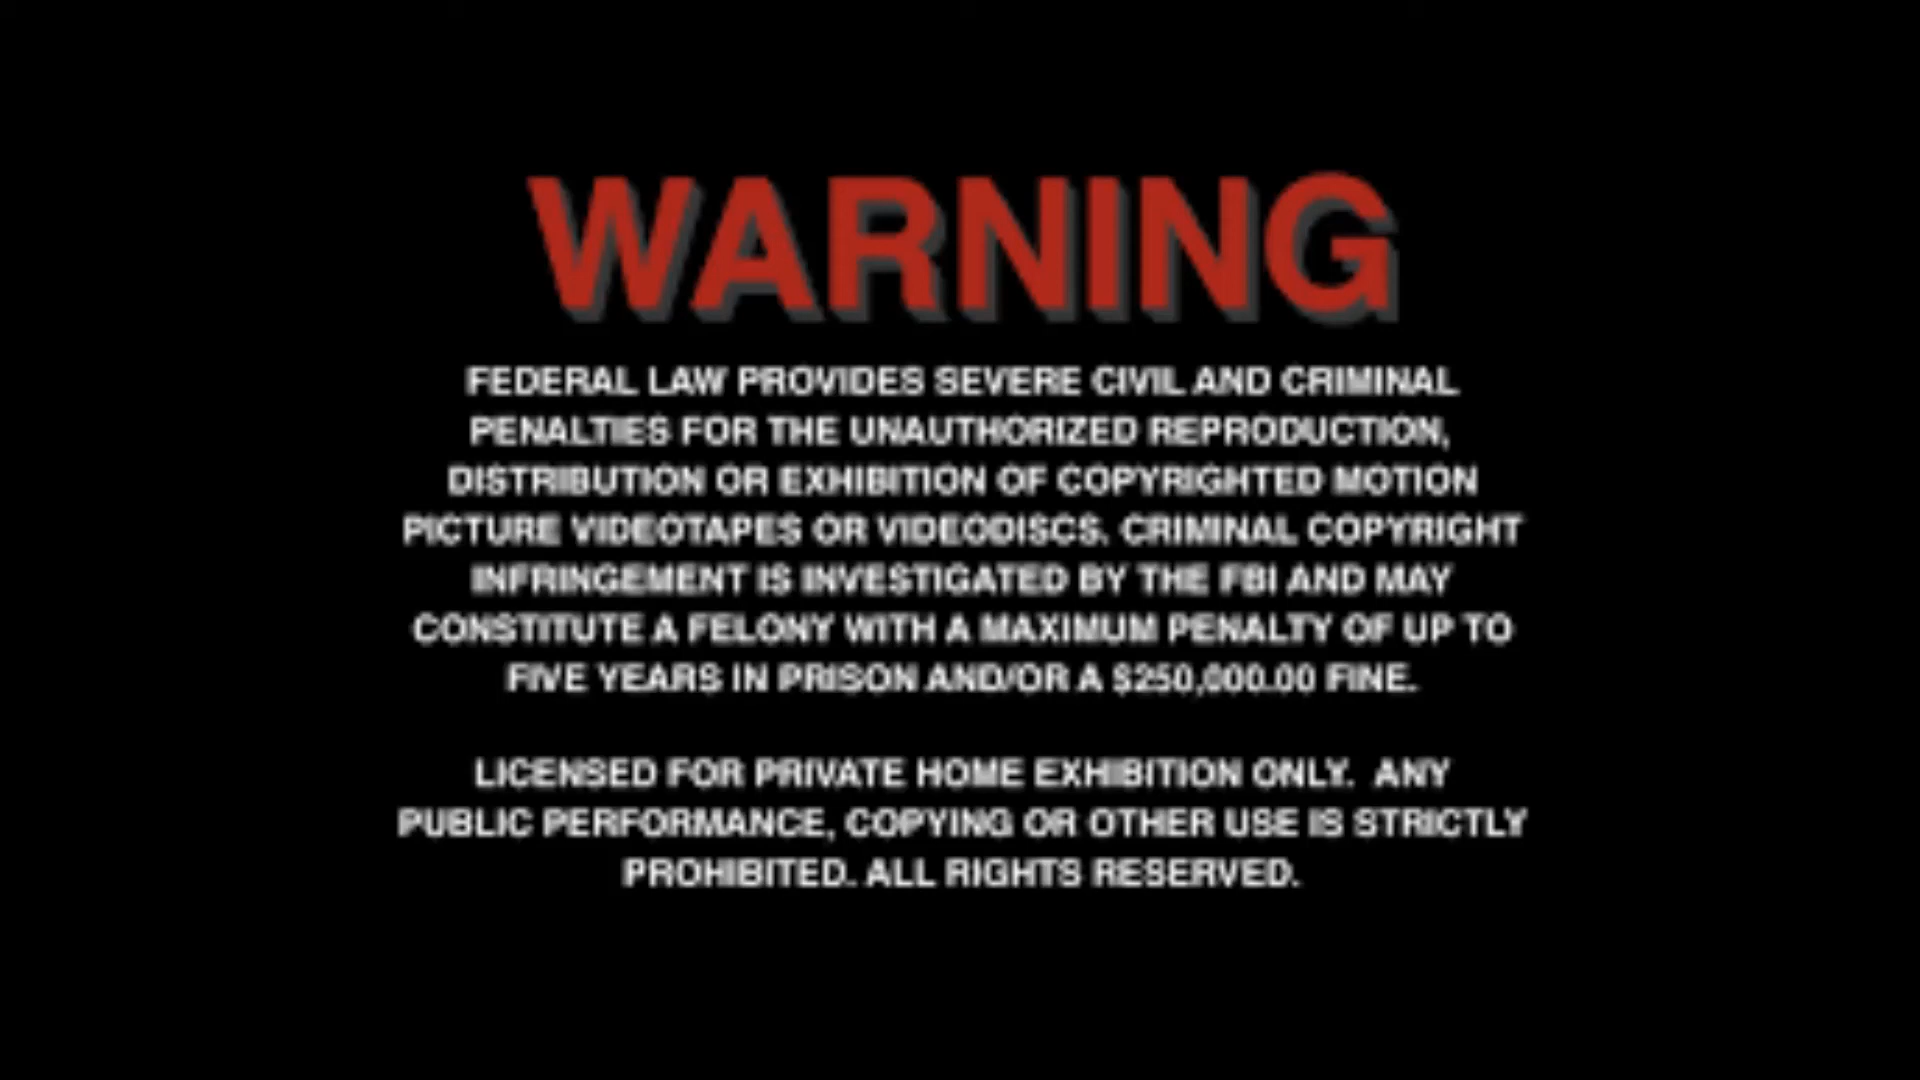 WARNING
FEDERAL LAW PROVIDES SEVERE CIVIL AND CRIMINAL
PENALTIES FOR THE UNAUTHORIZED REPRODUCTION,
DISTRIBUTION OR EXHIBITION OF COPYRIGHTED MOTION
PICTURE VIDEOTAPES OR VIDEODISCS. CRIMINAL COPYRIGHT
INFRINGEMENT IS INVESTIGATED BY THE FBI AND MAY
CONSTITUTE A FELONY WITH A MAXIMUM PENALTY OF UP TO
FIVE YEARS IN PRISON AND/OR A $250,000.00 FINE.
LICENSED FOR PRIVATE HOME EXHIBITION ONLY.  ANY
PUBLIC PERFORMANCE, COPYING OR OTHER USE IS STRICTLY
PROHIBITED. ALL RIGHTS RESERVED.